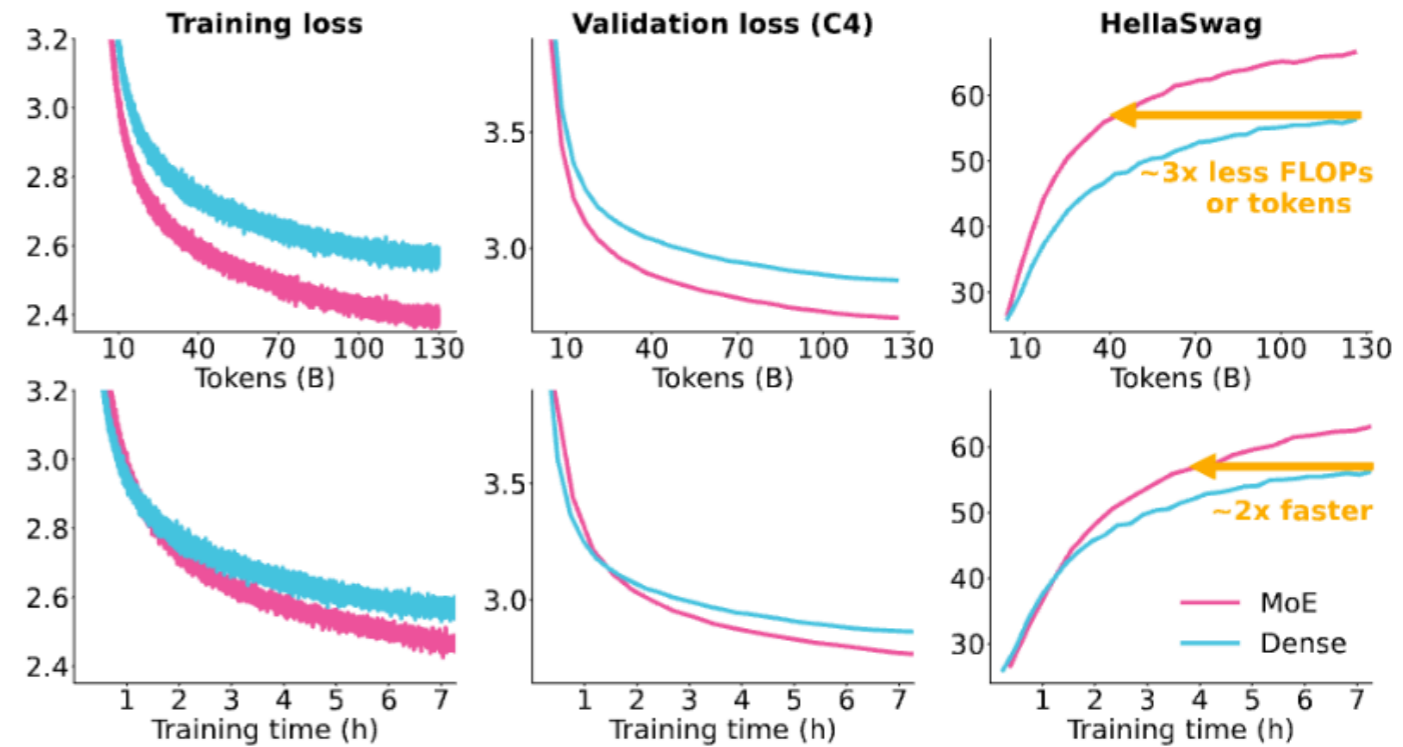 Training loss
Validation loss (C4)
HellaSwag
3.2
3.0
2.8
2.6
2.4
10 40 70 100 130
Tokens (B)
3.5
3.0
10 40 70 100 130
Tokens (B)
60
50
40
30
~3x less FLOPs
or tokens
10 40 70 100 130
Tokens (B)
3.2
3.0
2.8
2.6
2.4
1 2 3 4 5 6 7
Training time (h)
3.5
3.0
1 2 3 4 5 6 7
Training time (h)
60
50
40
30
~2x faster
MoE
Dense
1 2 3 4 5 6 7
Training time (h)